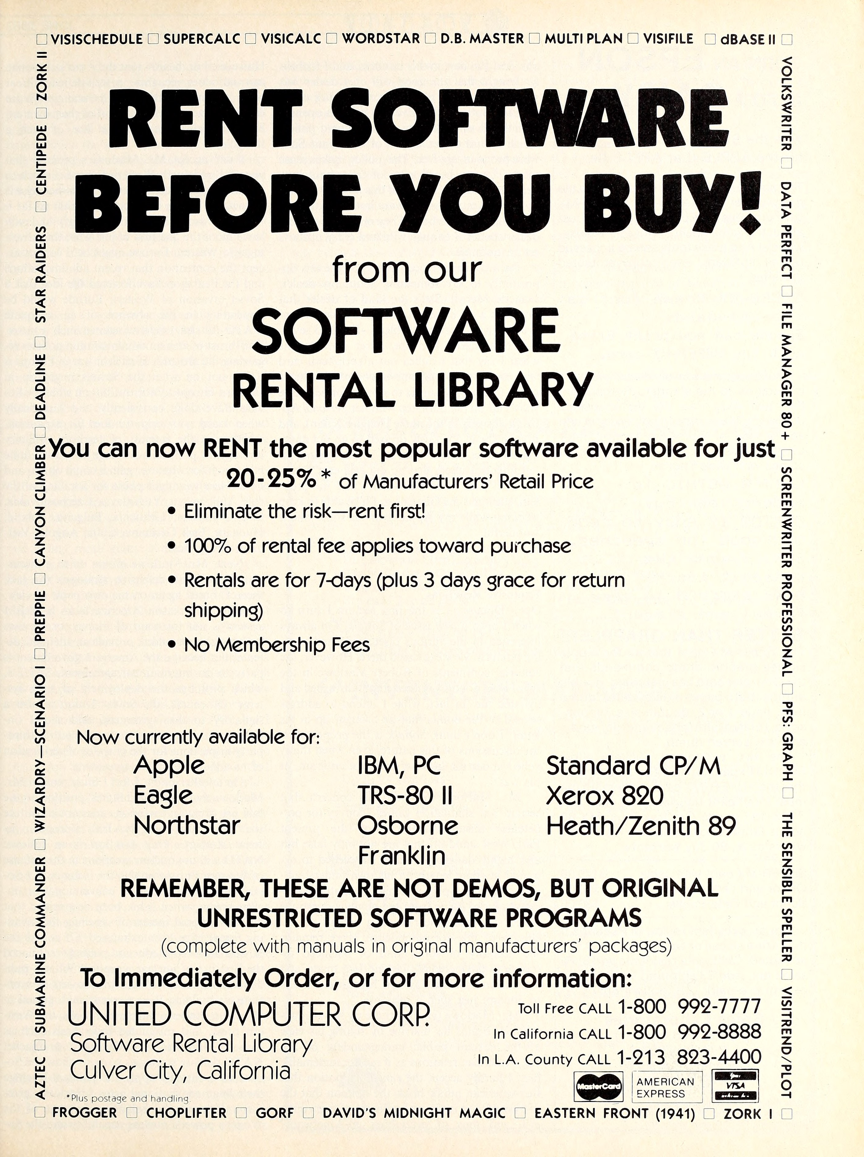 □ VISISCHEDULE □ SUPERCALC □ VISICALC □ WORDSTAR □ D.B. MASTER □ MULTI PLAN □ VISIFILE □ dBASE II □
RENT SOFTWARE
BEFORE YOU BUY!
from our
SOFTWARE
RENTAL LIBRARY
You can now RENT the most popular software available for just
20-25%* of Manufacturers' Retail Price
• Eliminate the risk—rent first!
• 100% of rental fee applies toward purchase
• Rentals are for 7-days (plus 3 days grace for return
shipping)
• No Membership Fees
Now currently available for:
Apple IBM, PC Standard CP/M
Eagle TRS-80 II Xerox 820
Northstar Osborne Heath/Zenith 89
Franklin
REMEMBER, THESE ARE NOT DEMOS, BUT ORIGINAL
UNRESTRICTED SOFTWARE PROGRAMS
(complete with manuals in original manufacturers' packages)
To Immediately Order, or for more information:
UNITED COMPUTER CORP.
Software Rental Library
Culver City, California
Toll Free CALL 1-800 992-7777
In California CALL 1-800 992-8888
In L.A. County CALL 1-213 823-4400
MasterCard
AMERICAN
EXPRESS
VISA
*Plus postage and handling
VOLKSWRITER □ DATA PERFECT □ FILE MANAGER 80+ □ SCREENWRITER PROFESSIONAL □ PFS: GRAPH □ THE SENSIBLE SPELLER □ VISITREND/PLOT
□ FROGGER □ CHOPLIFTER □ GORF □ DAVID'S MIDNIGHT MAGIC □ EASTERN FRONT (1941) □ ZORK I □
AZTEC □ SUBMARINE COMMANDER □ WIZARDRY—SCENARIO I □ PREPPIE □ CANYON CLIMBER □ DEADLINE □ STAR RAIDERS □ CENTIPEDE □ ZORK II